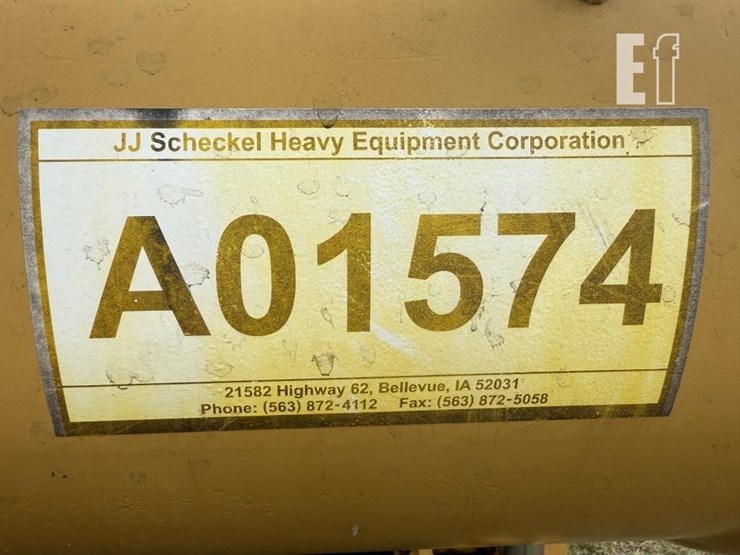 Ef
JJ Scheckel Heavy Equipment Corporation
A01574
21582 Highway 62, Bellevue, IA 52031
Phone: (563) 872-4112 Fax: (563) 872-5058